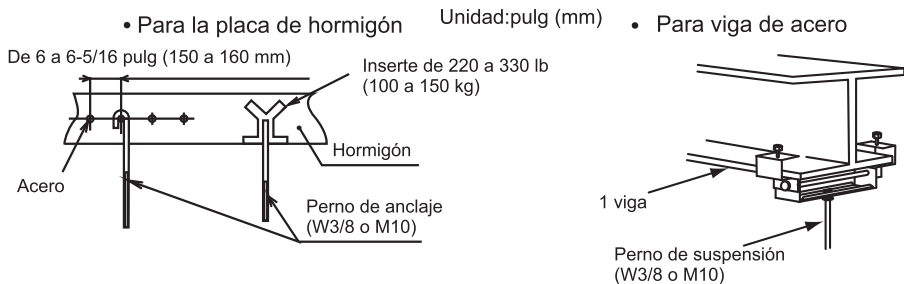 • Para la placa de hormigón
Unidad:pulg (mm)
• Para viga de acero
De 6 a 6-5/16 pulg (150 a 160 mm)
Inserte de 220 a 330 lb
(100 a 150 kg)
Hormigón
Acero
Perno de anclaje
(W3/8 o M10)
1 viga
Perno de suspensión
(W3/8 o M10)